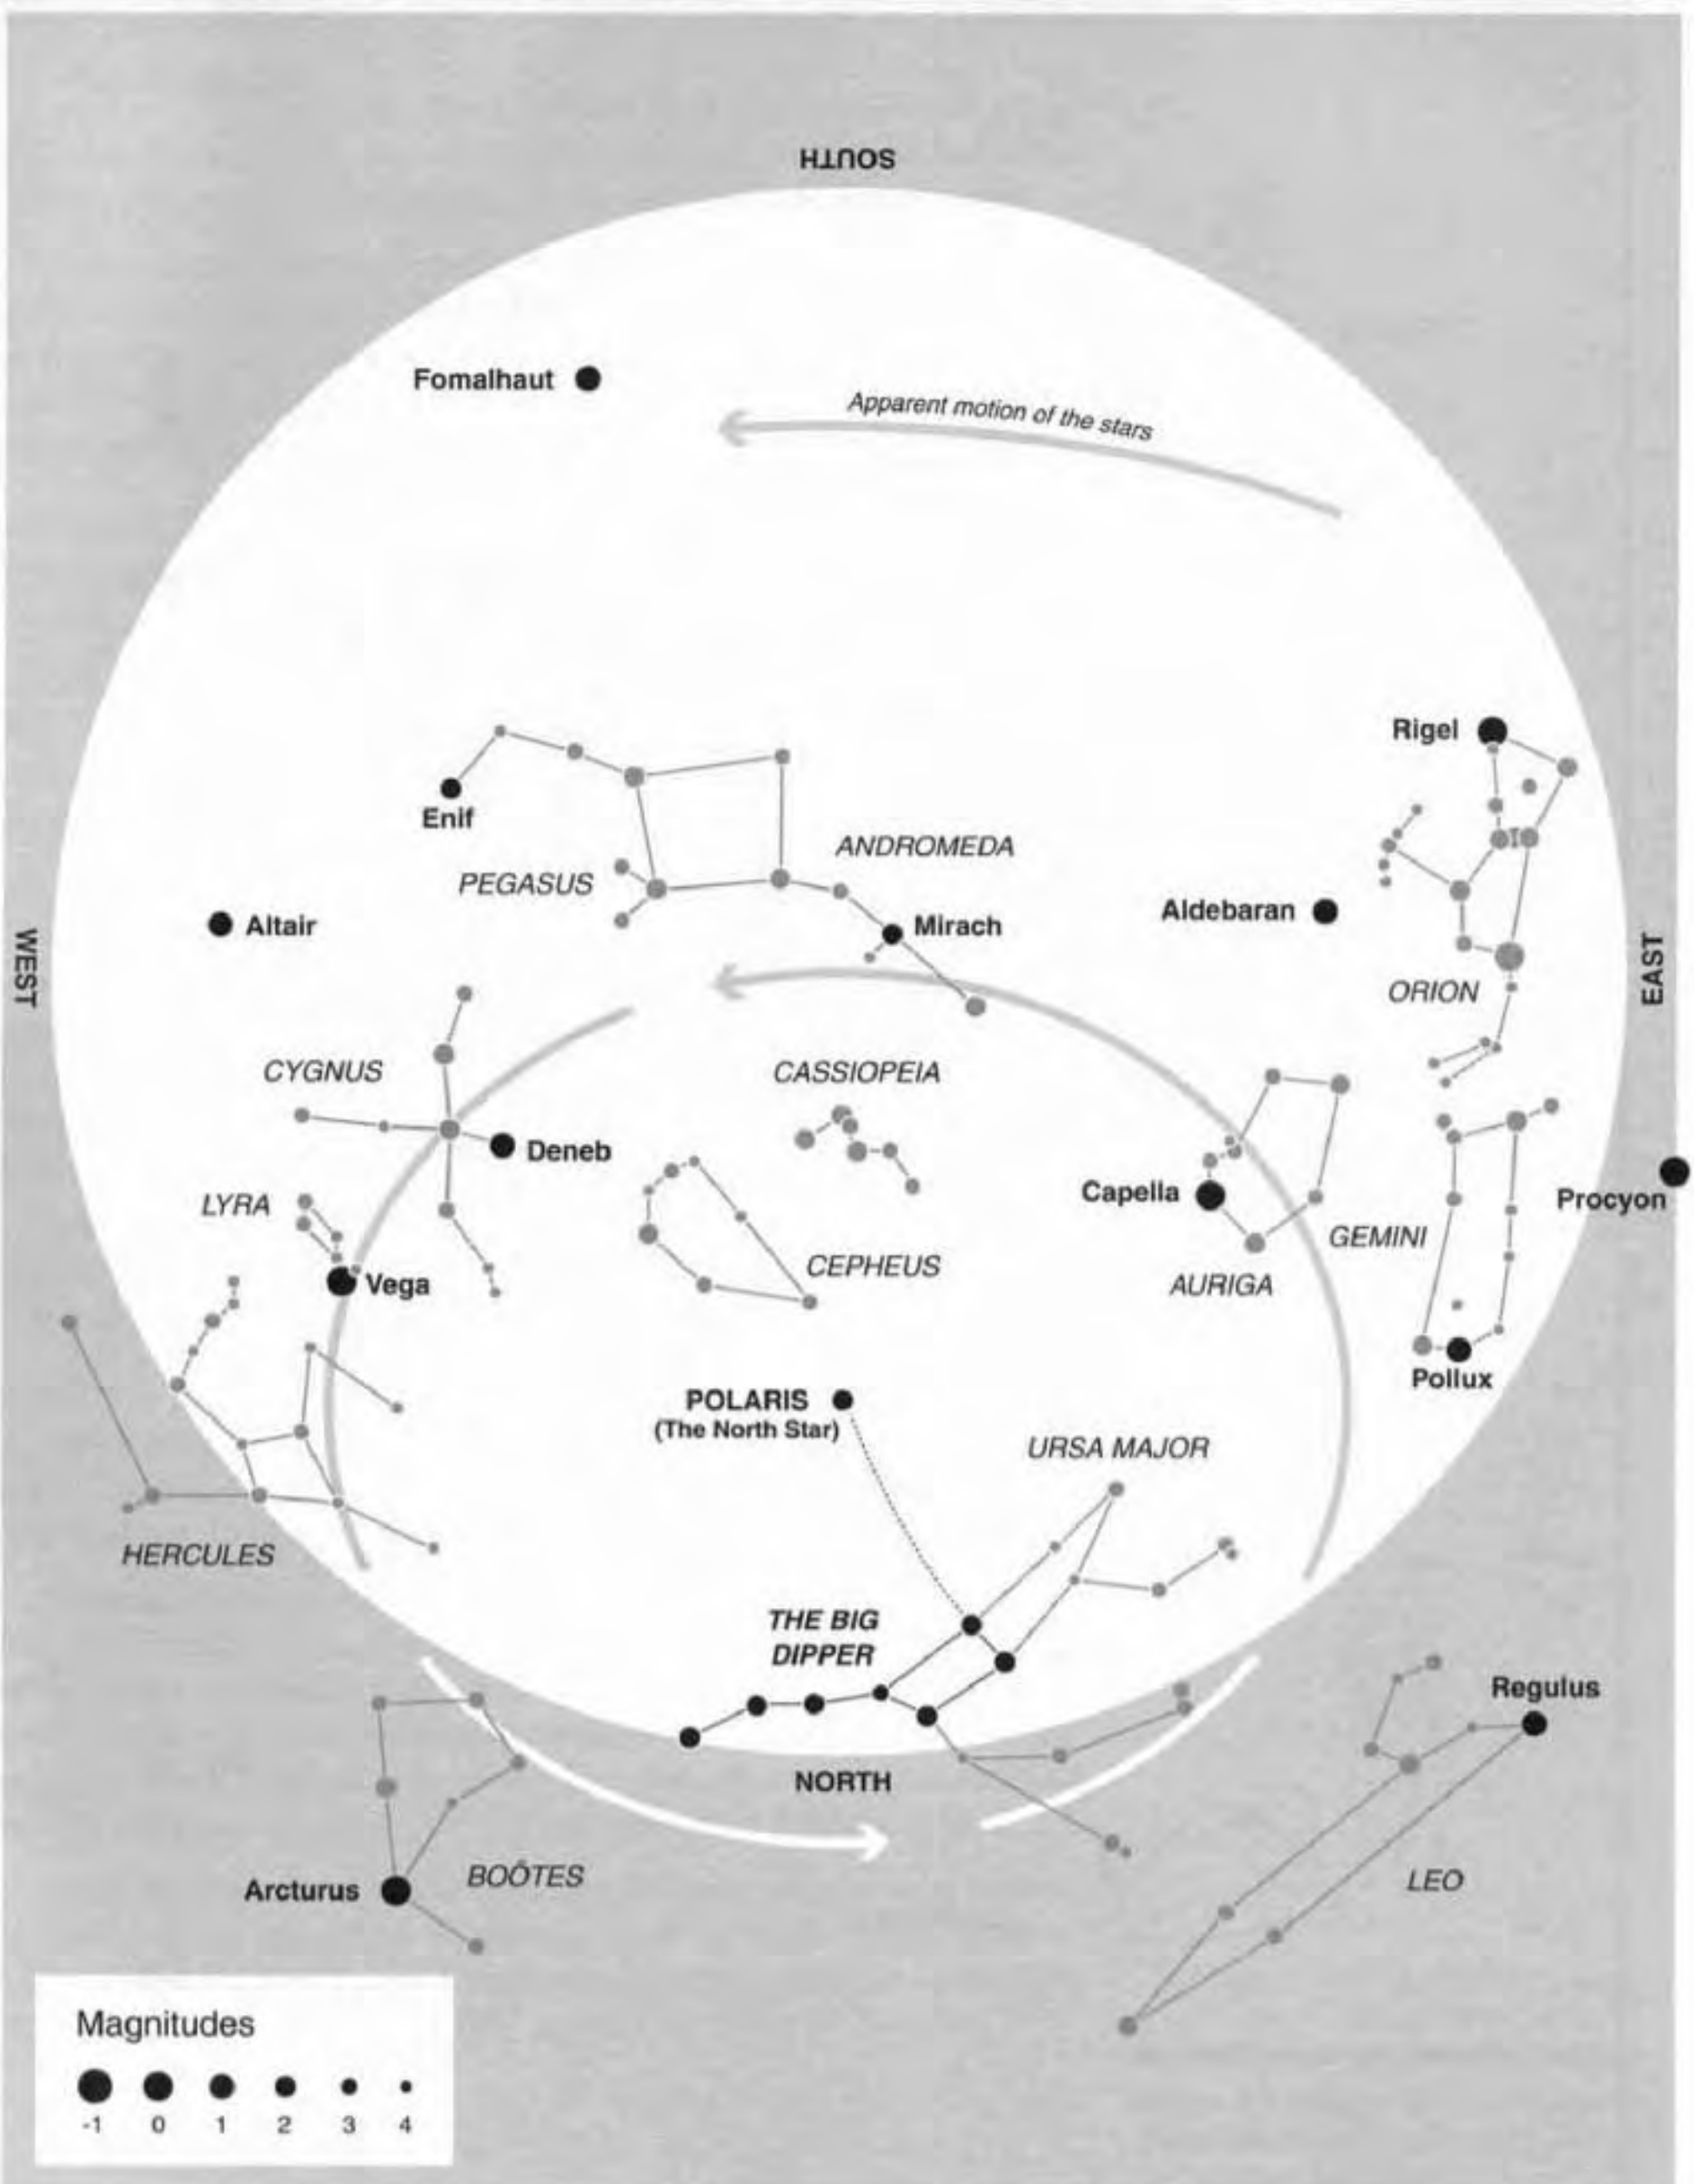 SOUTH
Fomalhaut
Apparent motion of the stars
Rigel
Enif
ANDROMEDA
PEGASUS
Mirach
Aldebaran
Altair
WEST
EAST
ORION
CYGNUS
CASSIOPEIA
Deneb
Capella
Procyon
LYRA
GEMINI
CEPHEUS
Vega
AURIGA
Pollux
POLARIS
(The North Star)
URSA MAJOR
HERCULES
THE BIG
DIPPER
Regulus
NORTH
Arcturus
BOÖTES
LEO
Magnitudes
-1 0 1 2 3 4